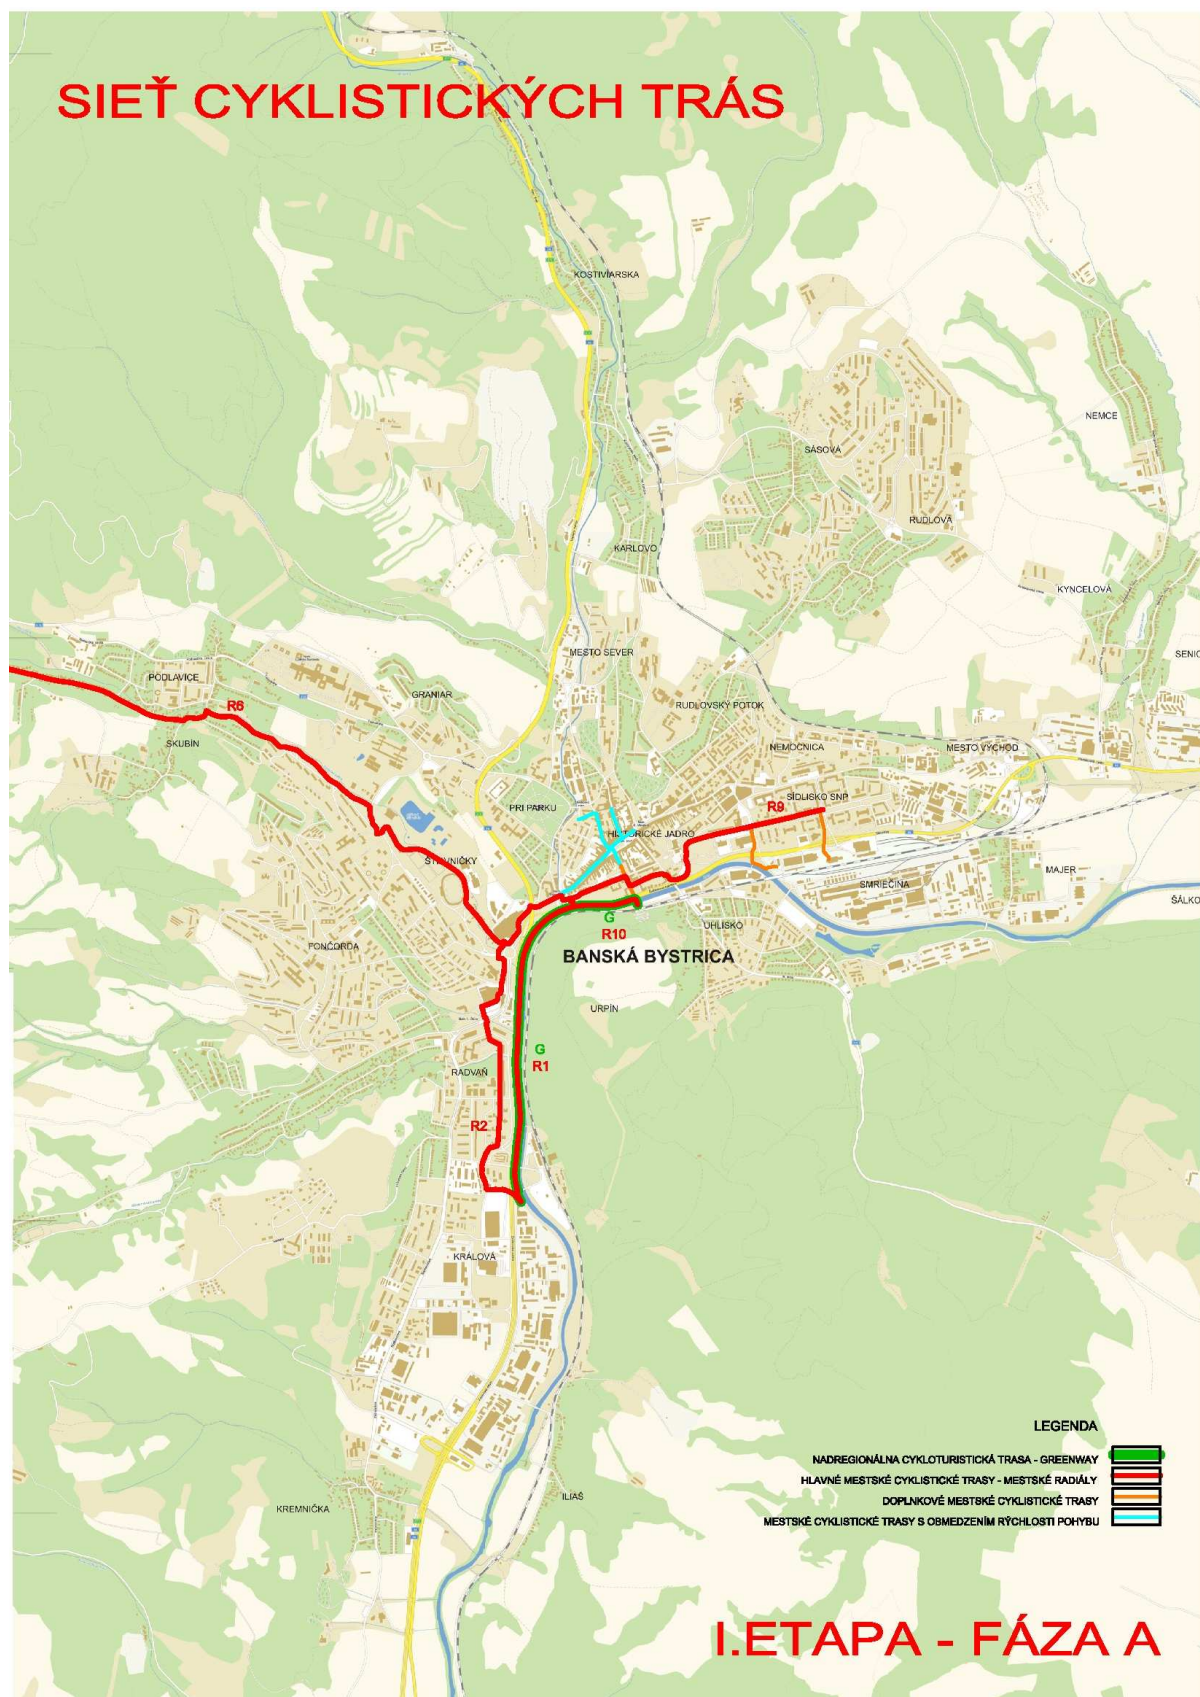 SIEŤ CYKLISTICKÝCH TRÁS
KOSTIVIARSKA
NEMCE
SÁSOVÁ
RUDLOVÁ
KARLOVO
KYNCELOVÁ
MESTO SEVER
SENIC
PODLAVICE
GRANIAR
R6
RUDLOVSKÝ POTOK
SKUBÍN
NEMOCNICA
MESTO VÝCHOD
SÍDLISKO SNP
PRI PARKU
R9
HISTORICKÉ JADRO
ŠTIAVNIČKY
MAJER
SMREČINA
ŠÁLKO
G
UHLISKO
R10
FONČORDA
BANSKÁ BYSTRICA
URPÍN
G
R1
RADVAŇ
R2
KRÁLOVÁ
LEGENDA
NADREGIONÁLNA CYKLOTURISTICKÁ TRASA - GREENWAY
HLAVNÉ MESTSKÉ CYKLISTICKÉ TRASY - MESTSKÉ RADIÁLY
DOPLNKOVÉ MESTSKÉ CYKLISTICKÉ TRASY
MESTSKÉ CYKLISTICKÉ TRASY S OBMEDZENÍM RÝCHLOSTI POHYBU
ILIAŠ
KREMNIČKA
I.ETAPA - FÁZA A